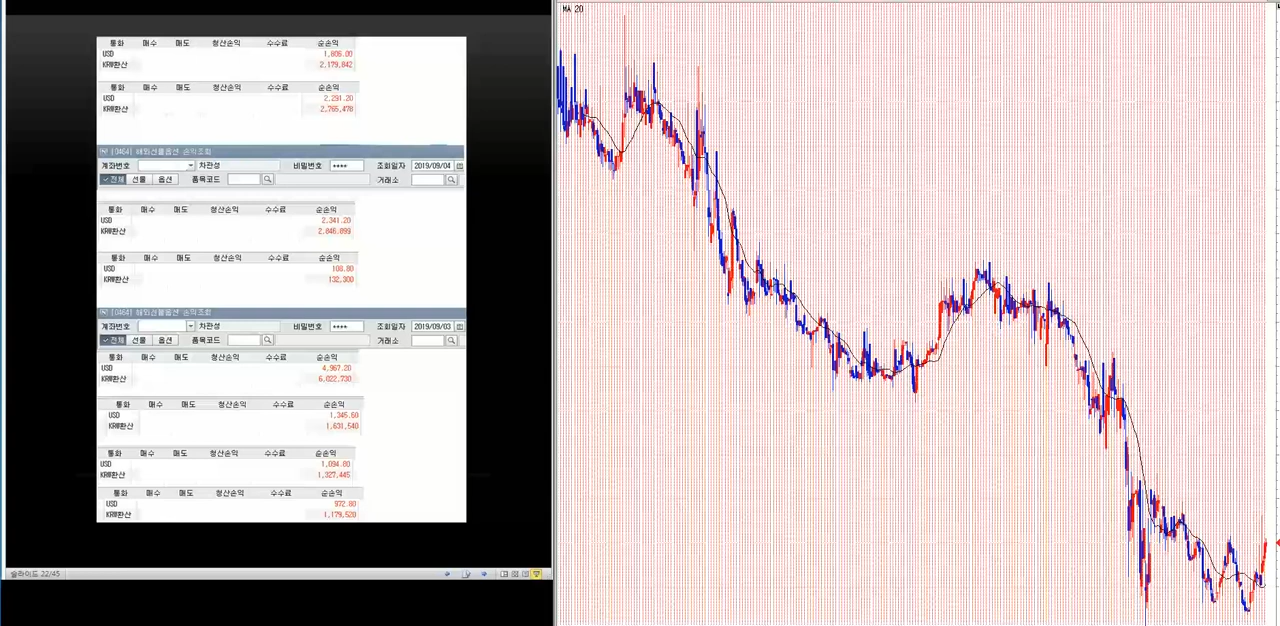 통화 매수 매도 청산손익 수수료 순손익
USD 1,806.00
KRW환산 2,179,842
통화 매수 매도 청산손익 수수료 순손익
USD 2,291.20
KRW환산 2,765,478
[0464] 해외선물옵션 손익조회
계좌번호 차관성 비밀번호 **** 조회일자 2019/09/04
전체 선물 옵션 품목코드 거래소
통화 매수 매도 청산손익 수수료 순손익
USD 2,341.20
KRW환산 2,846,899
통화 매수 매도 청산손익 수수료 순손익
USD 108.80
KRW환산 132,300
[0464] 해외선물옵션 손익조회
계좌번호 차관성 비밀번호 **** 조회일자 2019/09/03
전체 선물 옵션 품목코드 거래소
통화 매수 매도 청산손익 수수료 순손익
USD 4,967.20
KRW환산 6,022,730
통화 매수 매도 청산손익 수수료 순손익
USD 1,345.60
KRW환산 1,631,540
통화 매수 매도 청산손익 수수료 순손익
USD 1,094.80
KRW환산 1,327,445
통화 매수 매도 청산손익 수수료 순손익
USD 972.80
KRW환산 1,179,520
슬라이드 22/45
MA 20